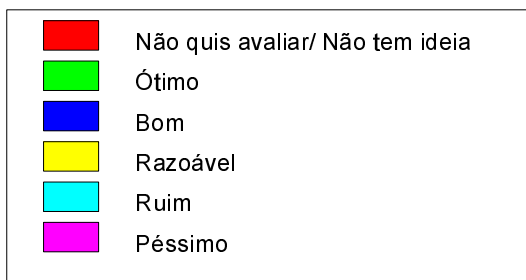 Não quis avaliar/ Não tem ideia
Ótimo
Bom
Razoável
Ruim
Péssimo